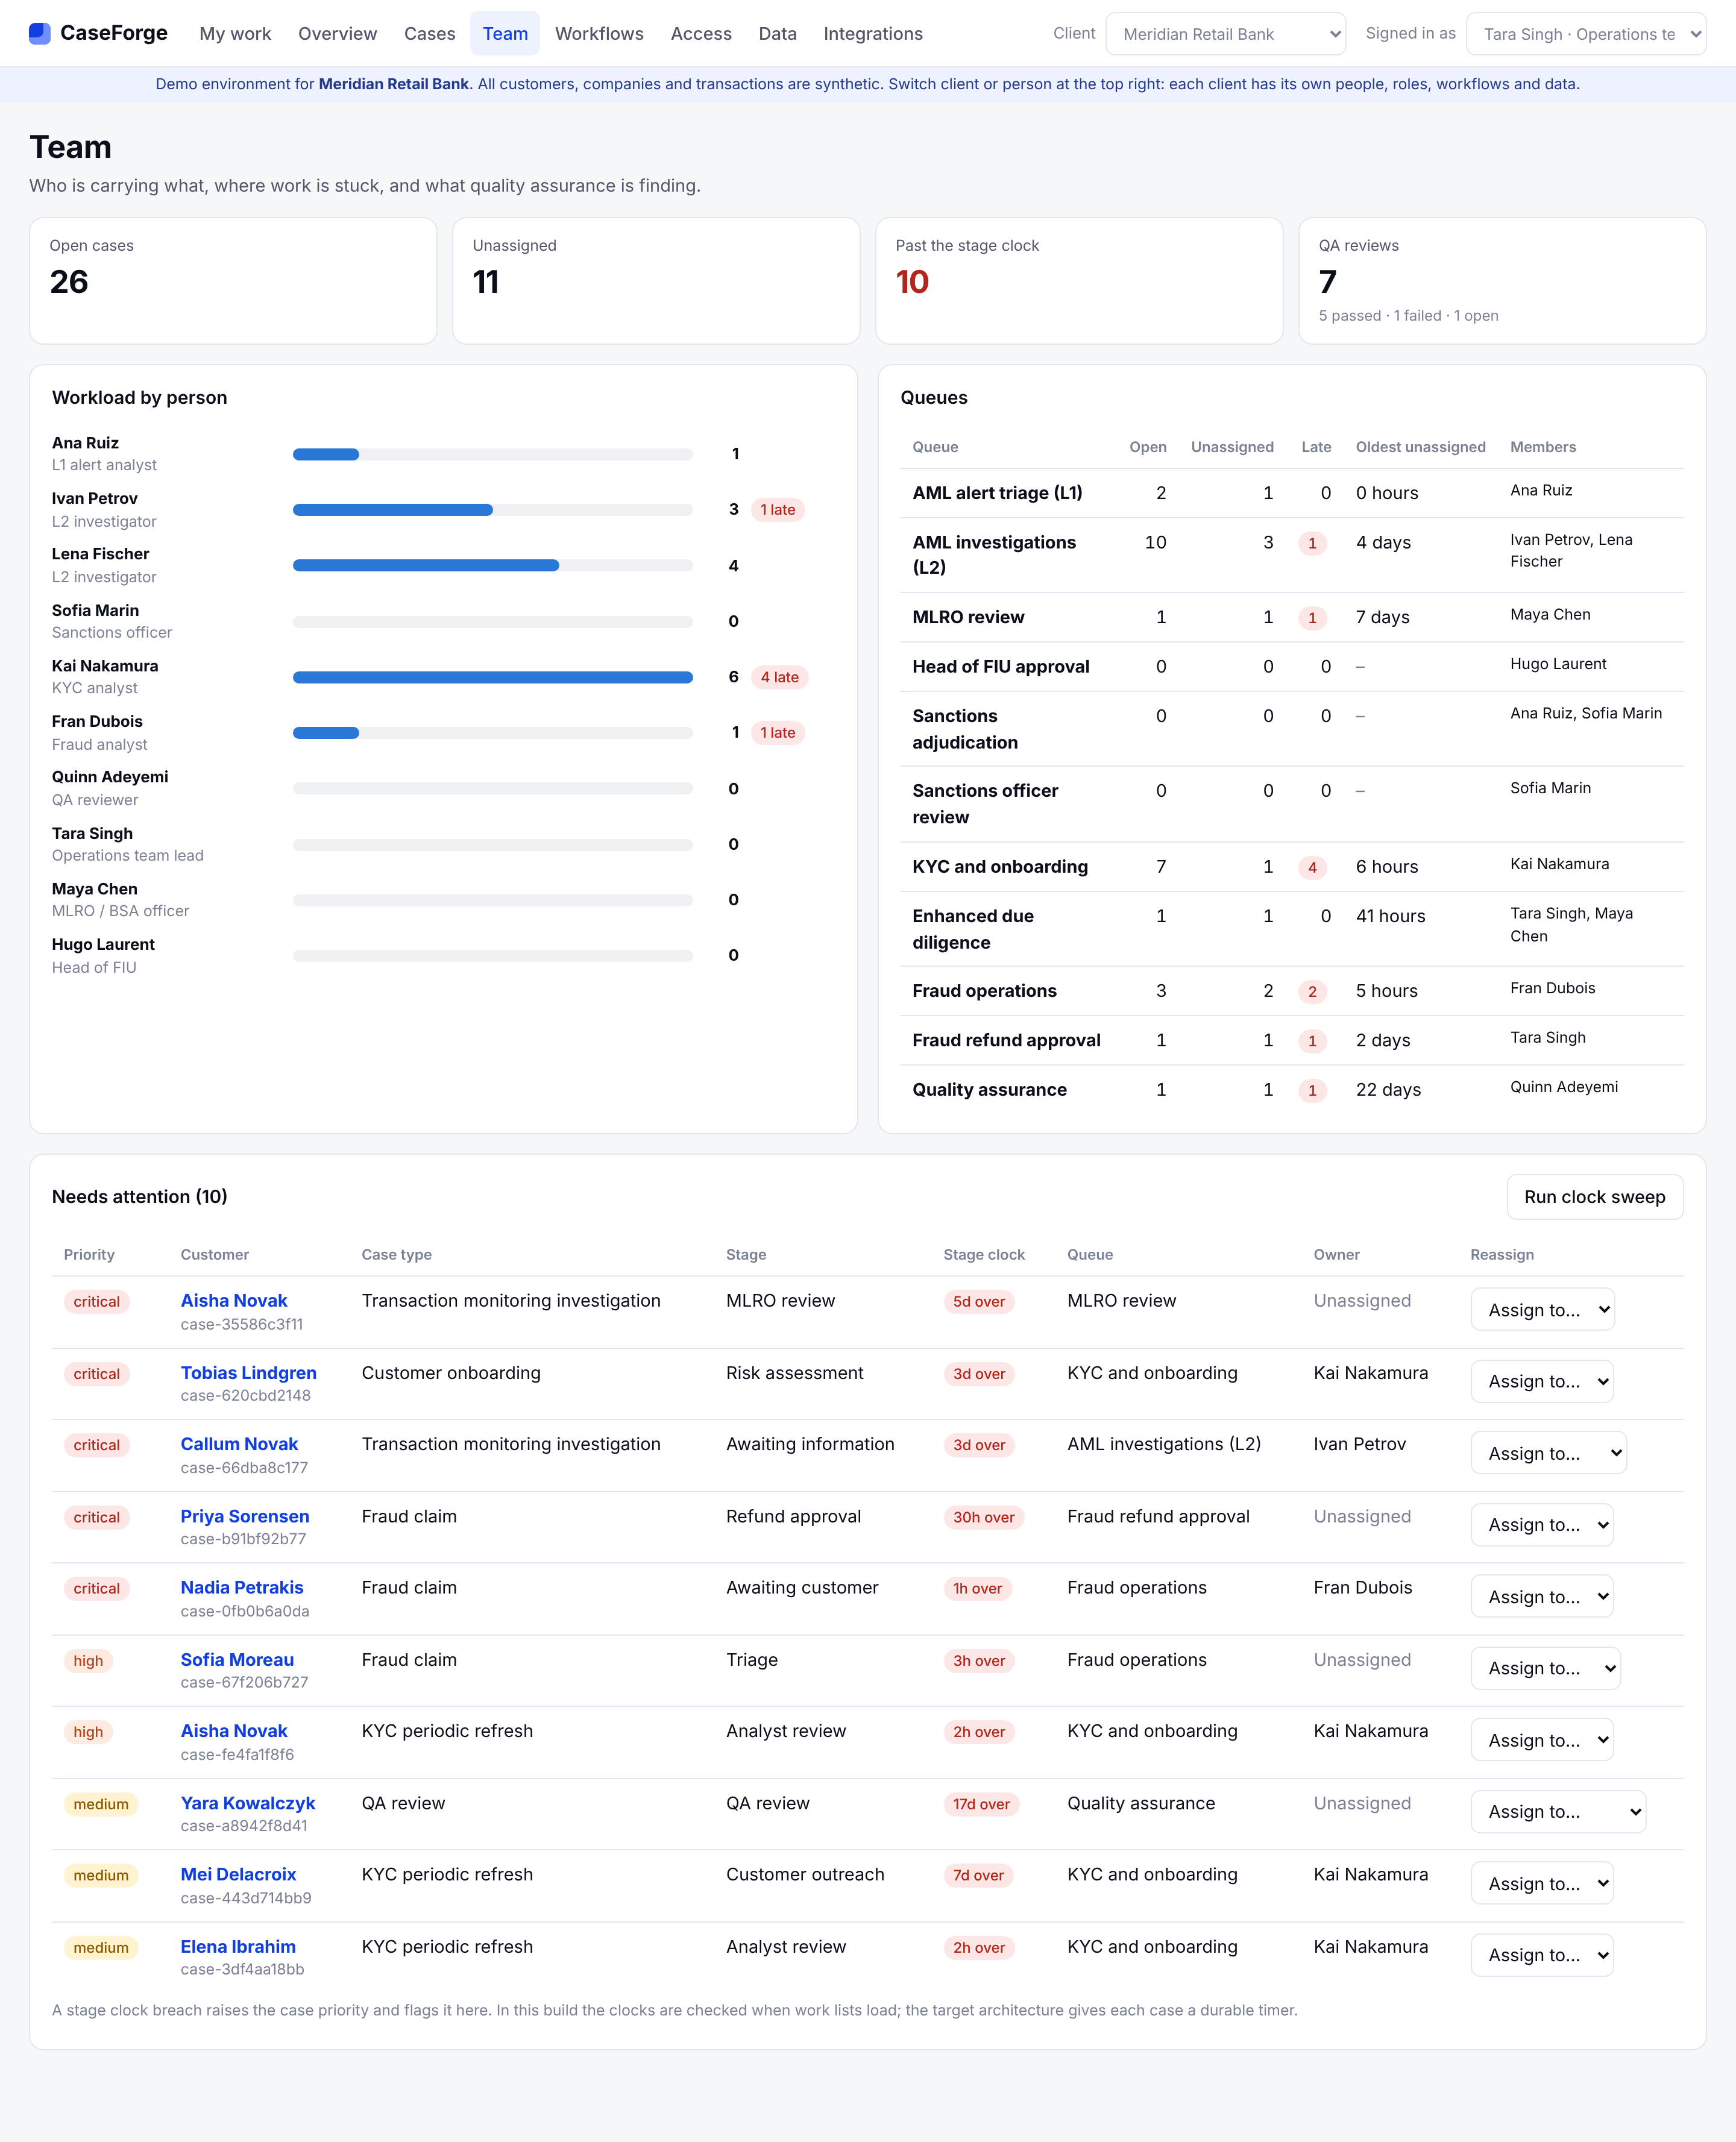 CaseForge My work Overview Cases Team Workflows Access Data Integrations Client Meridian Retail Bank Signed in as Tara Singh · Operations te
Demo environment for Meridian Retail Bank. All customers, companies and transactions are synthetic. Switch client or person at the top right: each client has its own people, roles, workflows and data.
Team
Who is carrying what, where work is stuck, and what quality assurance is finding.
Open cases
26
Unassigned
11
Past the stage clock
10
QA reviews
7
5 passed · 1 failed · 1 open
Workload by person
Ana Ruiz
L1 alert analyst
1
Ivan Petrov
L2 investigator
3 1 late
Lena Fischer
L2 investigator
4
Sofia Marin
Sanctions officer
0
Kai Nakamura
KYC analyst
6 4 late
Fran Dubois
Fraud analyst
1 1 late
Quinn Adeyemi
QA reviewer
0
Tara Singh
Operations team lead
0
Maya Chen
MLRO / BSA officer
0
Hugo Laurent
Head of FIU
0
Queues
Queue Open Unassigned Late Oldest unassigned Members
AML alert triage (L1) 2 1 0 0 hours Ana Ruiz
AML investigations 10 3 1 4 days Ivan Petrov, Lena
(L2) Fischer
MLRO review 1 1 1 7 days Maya Chen
Head of FIU approval 0 0 0 – Hugo Laurent
Sanctions 0 0 0 – Ana Ruiz, Sofia Marin
adjudication
Sanctions officer 0 0 0 – Sofia Marin
review
KYC and onboarding 7 1 4 6 hours Kai Nakamura
Enhanced due 1 1 0 41 hours Tara Singh, Maya
diligence Chen
Fraud operations 3 2 2 5 hours Fran Dubois
Fraud refund approval 1 1 1 2 days Tara Singh
Quality assurance 1 1 1 22 days Quinn Adeyemi
Needs attention (10) Run clock sweep
Priority Customer Case type Stage Stage clock Queue Owner Reassign
critical Aisha Novak Transaction monitoring investigation MLRO review 5d over MLRO review Unassigned Assign to...
case-35586c3f11
critical Tobias Lindgren Customer onboarding Risk assessment 3d over KYC and onboarding Kai Nakamura Assign to...
case-620cbd2148
critical Callum Novak Transaction monitoring investigation Awaiting information 3d over AML investigations (L2) Ivan Petrov Assign to...
case-66dba8c177
critical Priya Sorensen Fraud claim Refund approval 30h over Fraud refund approval Unassigned Assign to...
case-b91bf92b77
critical Nadia Petrakis Fraud claim Awaiting customer 1h over Fraud operations Fran Dubois Assign to...
case-0fb0b6a0da
high Sofia Moreau Fraud claim Triage 3h over Fraud operations Unassigned Assign to...
case-67f206b727
high Aisha Novak KYC periodic refresh Analyst review 2h over KYC and onboarding Kai Nakamura Assign to...
case-fe4fa1f8f6
medium Yara Kowalczyk QA review QA review 17d over Quality assurance Unassigned Assign to...
case-a8942f8d41
medium Mei Delacroix KYC periodic refresh Customer outreach 7d over KYC and onboarding Kai Nakamura Assign to...
case-443d714bb9
medium Elena Ibrahim KYC periodic refresh Analyst review 2h over KYC and onboarding Kai Nakamura Assign to...
case-3df4aa18bb
A stage clock breach raises the case priority and flags it here. In this build the clocks are checked when work lists load; the target architecture gives each case a durable timer.